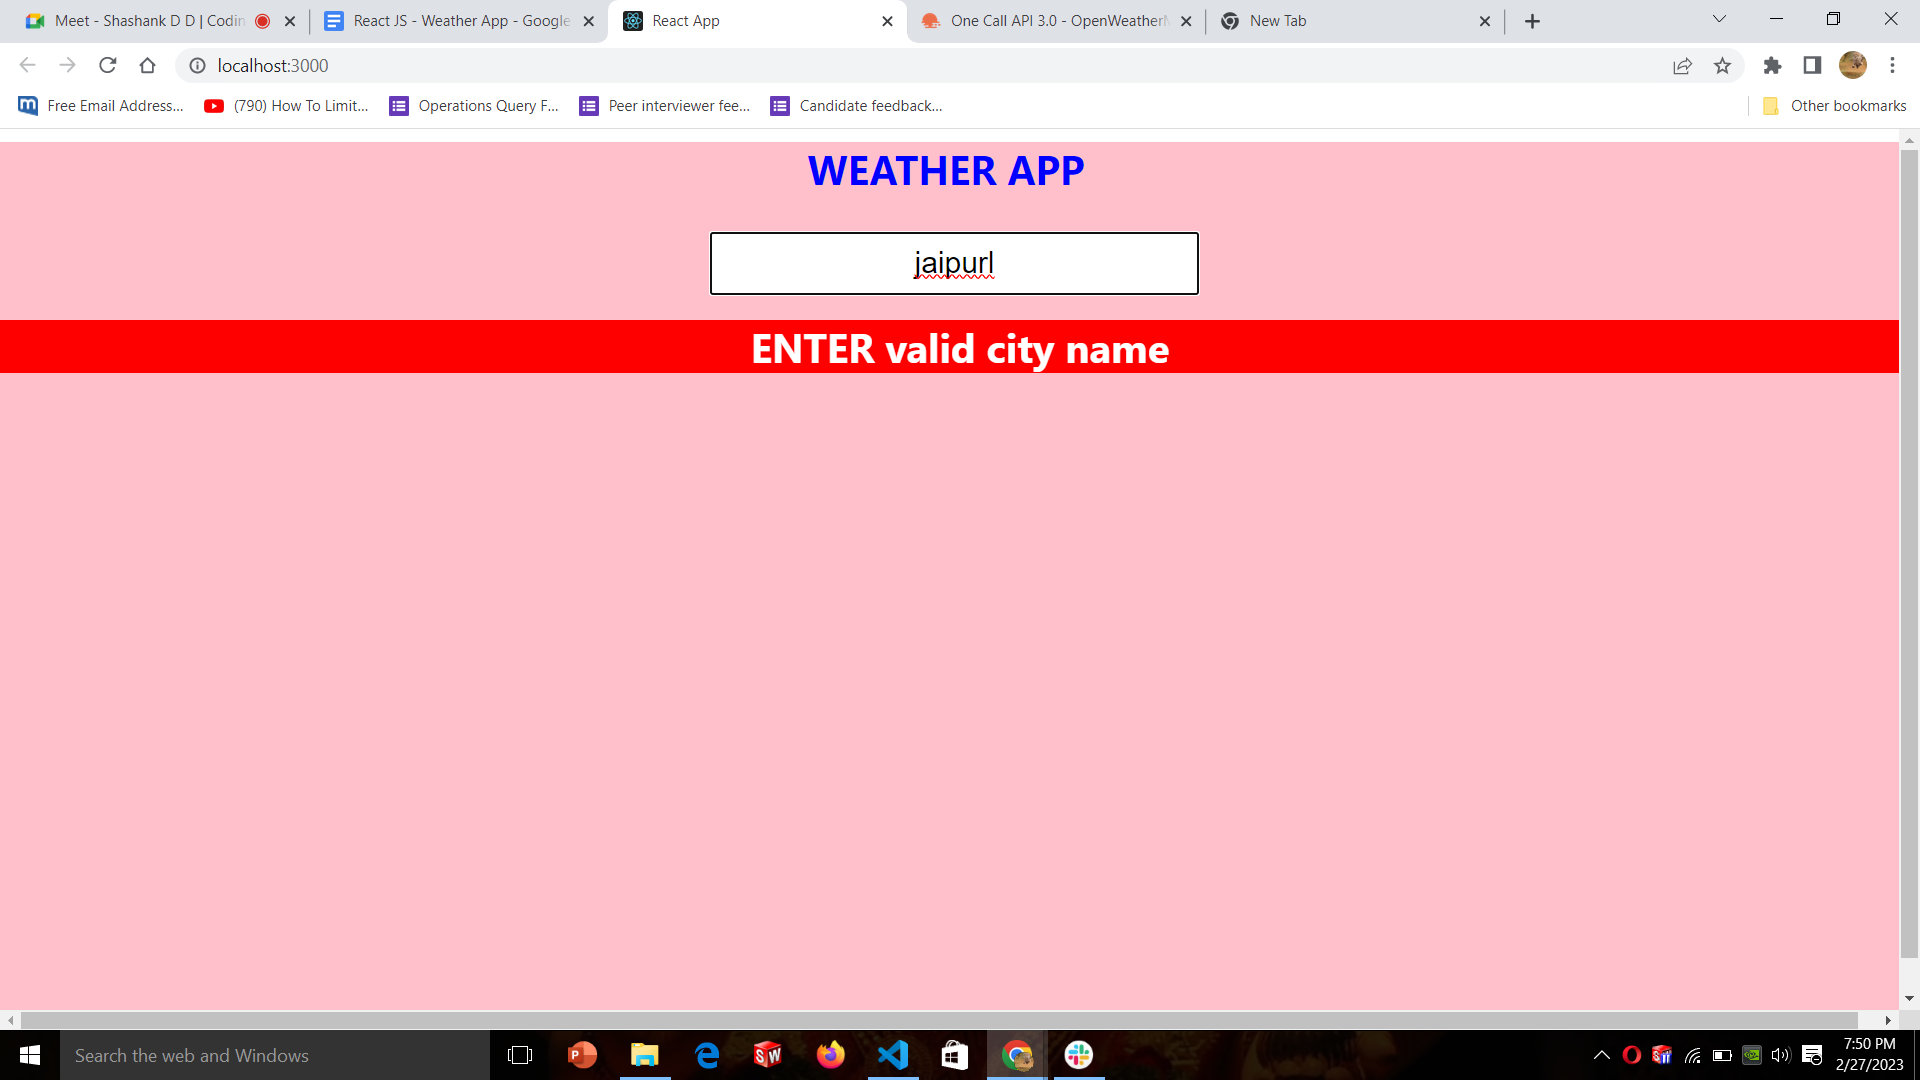 Meet - Shashank D D | Codin
React JS - Weather App - Google
React App
One Call API 3.0 - OpenWeatherM
New Tab
localhost:3000
Free Email Address...
(790) How To Limit...
Operations Query F...
Peer interviewer fee...
Candidate feedback...
Other bookmarks
WEATHER APP
jaipurl
ENTER valid city name
Search the web and Windows
7:50 PM
2/27/2023